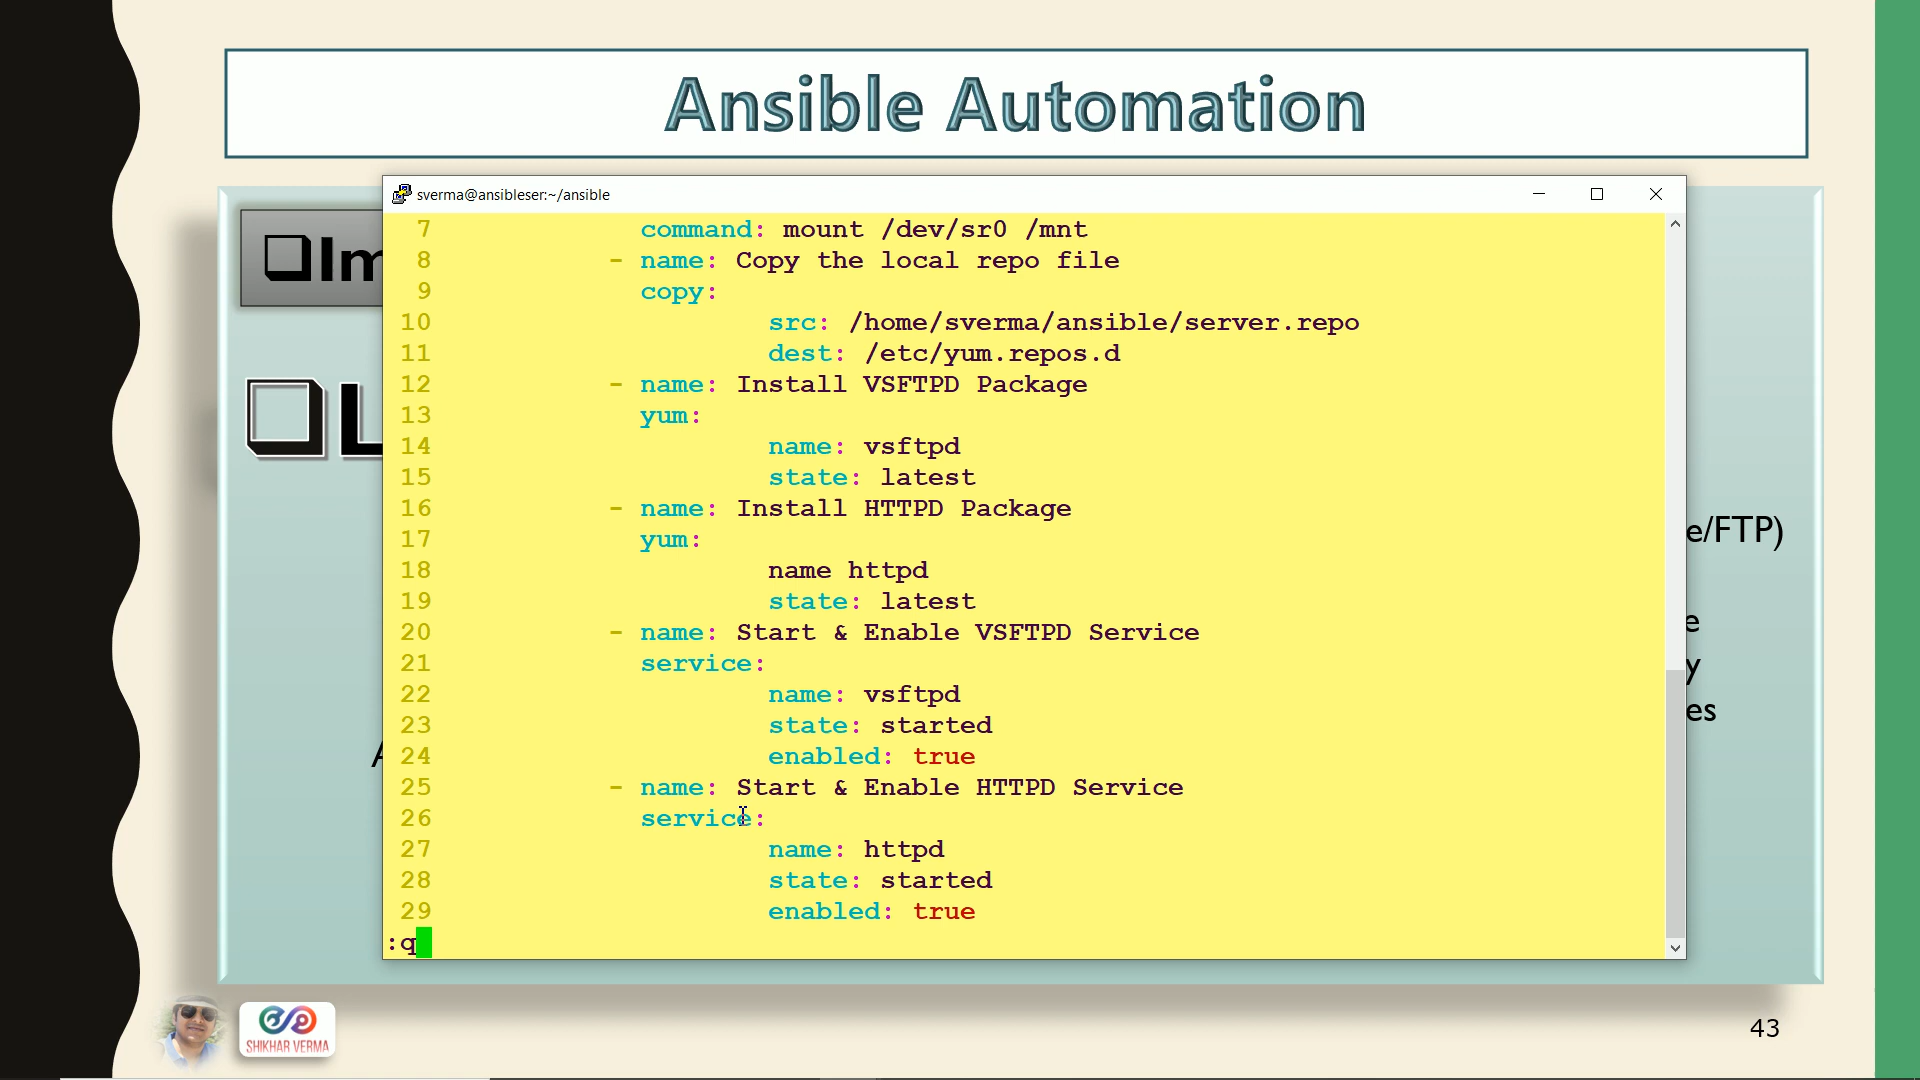 Ansible Automation
sverma@ansibleser:~/ansible
❑Im
❑L
7 command: mount /dev/sr0 /mnt
8 - name: Copy the local repo file
9 copy:
10 src: /home/sverma/ansible/server.repo
11 dest: /etc/yum.repos.d
12 - name: Install VSFTPD Package
13 yum:
14 name: vsftpd
15 state: latest
16 - name: Install HTTPD Package
17 yum:
18 name httpd
19 state: latest
20 - name: Start & Enable VSFTPD Service
21 service:
22 name: vsftpd
23 state: started
24 enabled: true
25 - name: Start & Enable HTTPD Service
26 service:
27 name: httpd
28 state: started
29 enabled: true
:q
e/FTP)
e
y
es
SHIKHAR VERMA
43